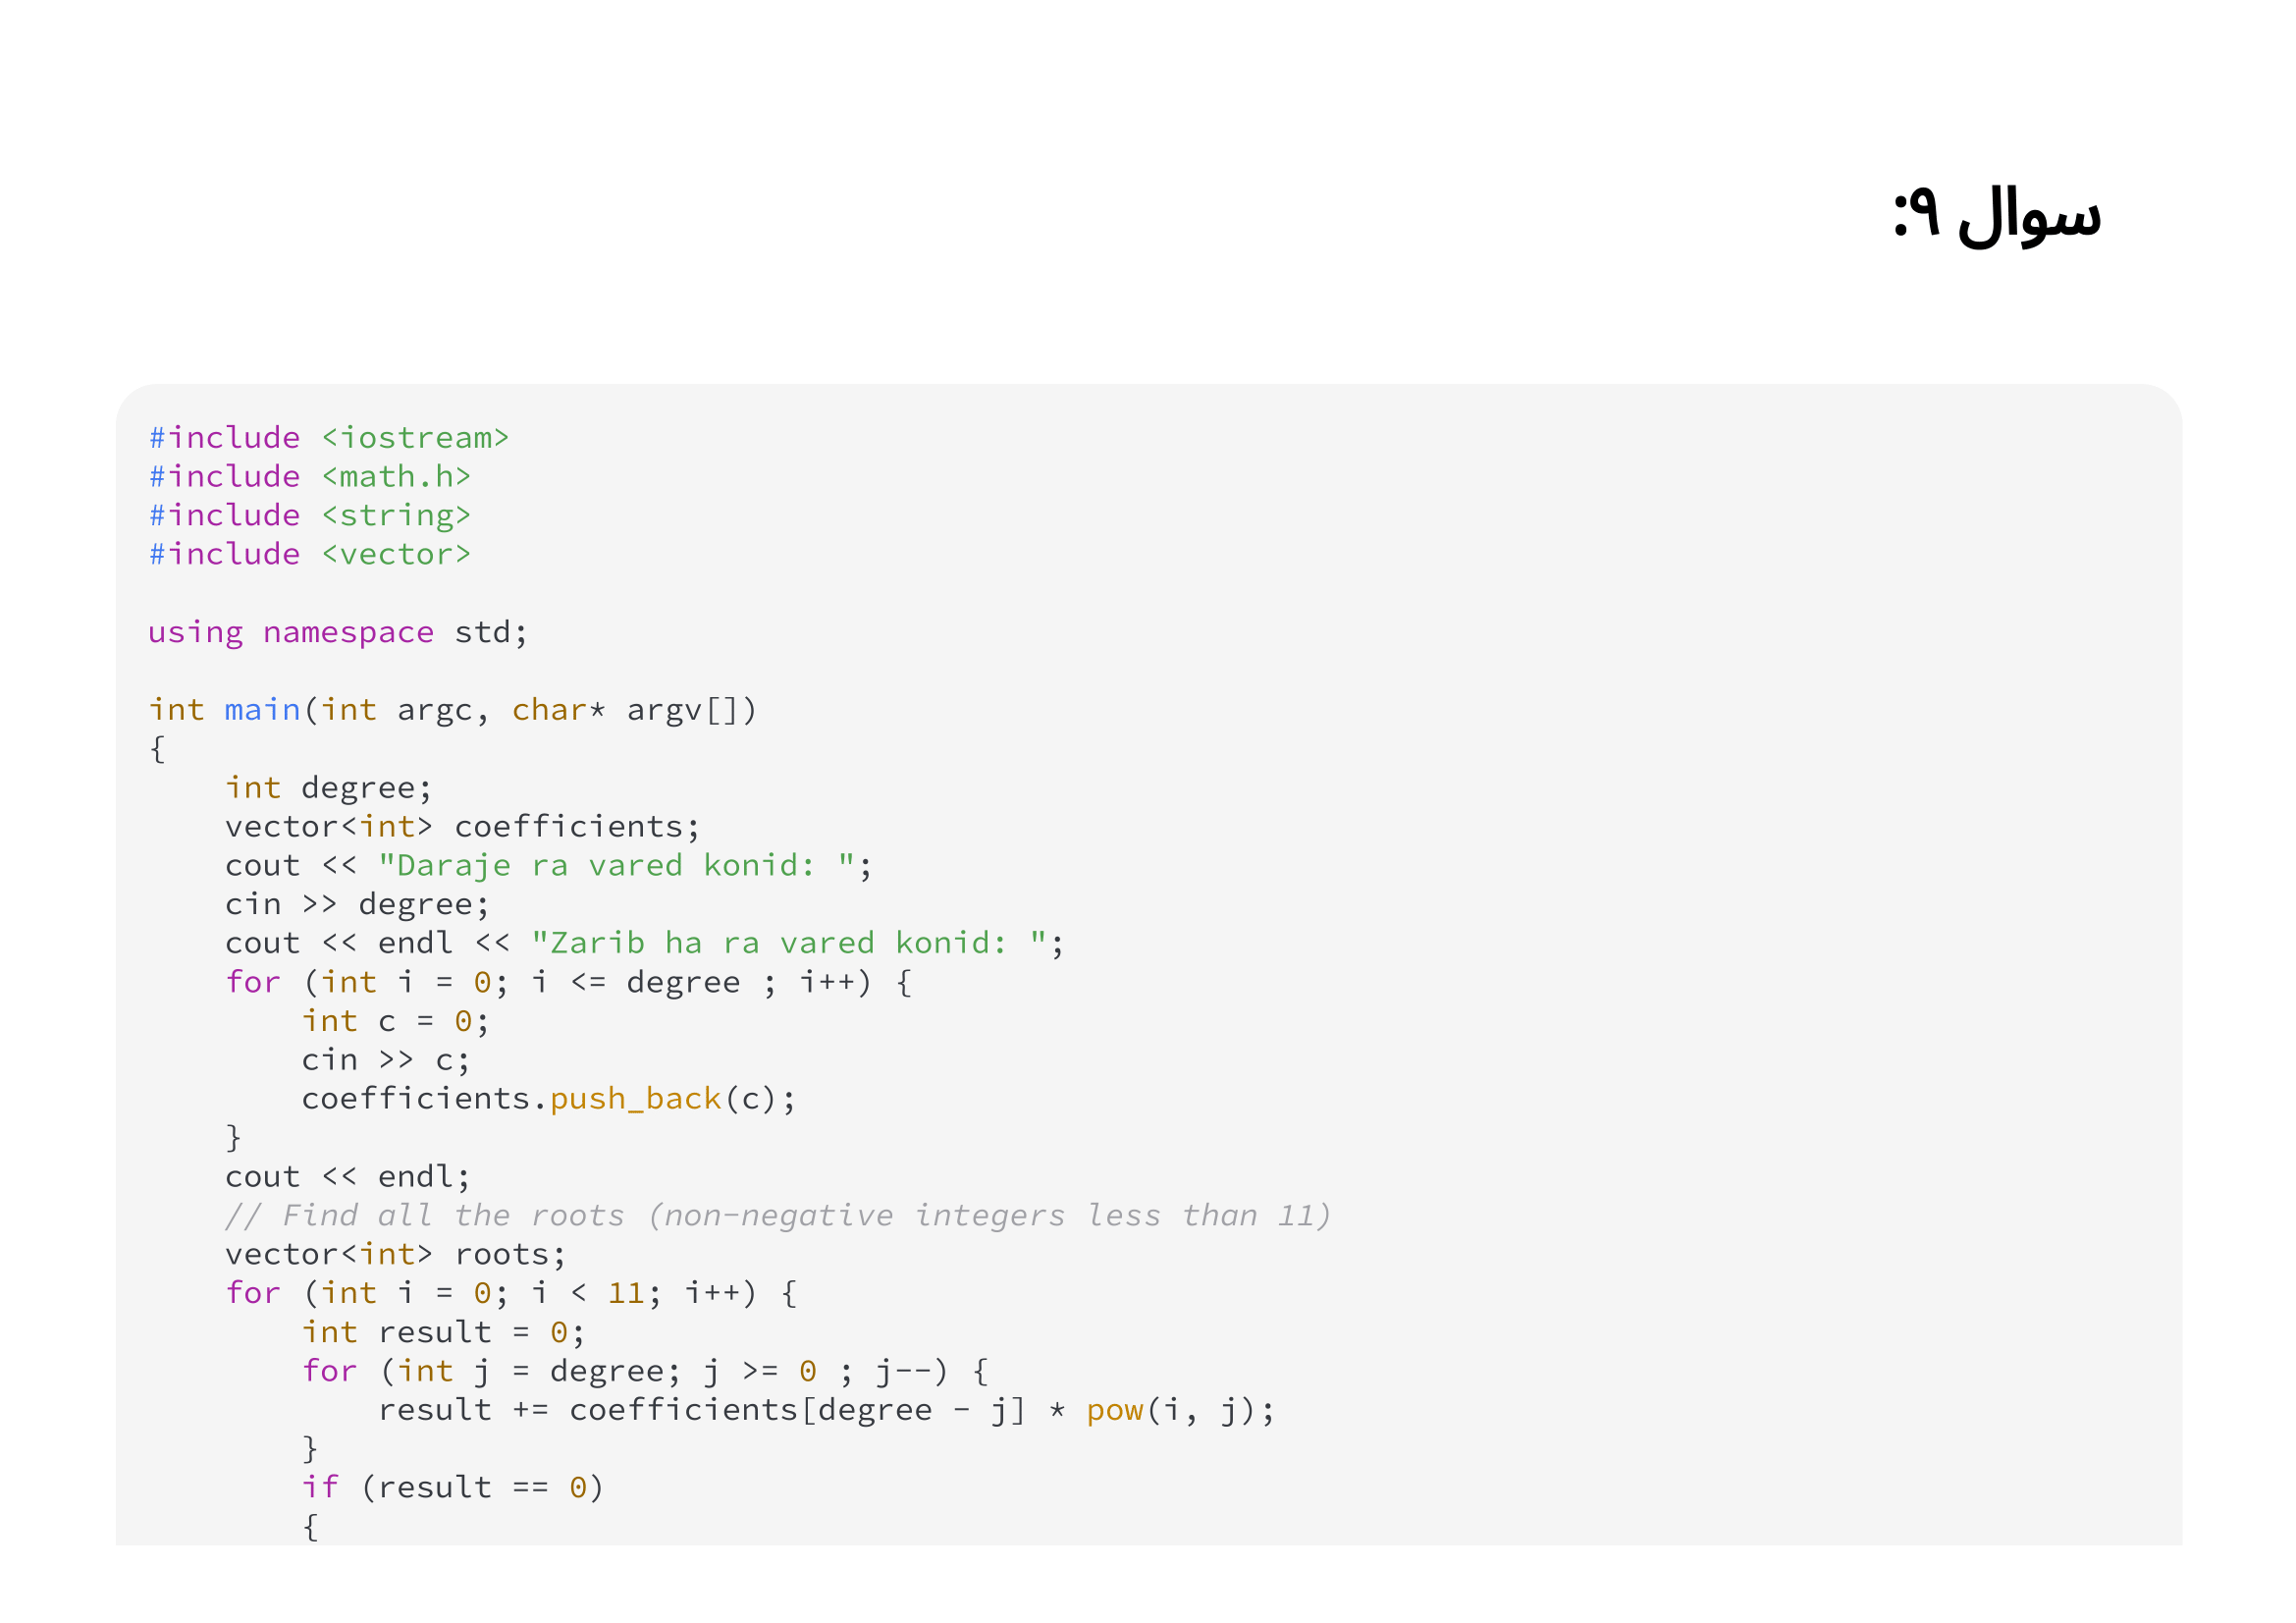 سوال ۹:
#include <iostream>
#include <math.h>
#include <string>
#include <vector>

using namespace std;

int main(int argc, char* argv[])
{
    int degree;
    vector<int> coefficients;
    cout << "Daraje ra vared konid: ";
    cin >> degree;
    cout << endl << "Zarib ha ra vared konid: ";
    for (int i = 0; i <= degree ; i++) {
        int c = 0;
        cin >> c;
        coefficients.push_back(c);
    }
    cout << endl;
    // Find all the roots (non-negative integers less than 11)
    vector<int> roots;
    for (int i = 0; i < 11; i++) {
        int result = 0;
        for (int j = degree; j >= 0 ; j--) {
            result += coefficients[degree - j] * pow(i, j);
        }
        if (result == 0)
        {